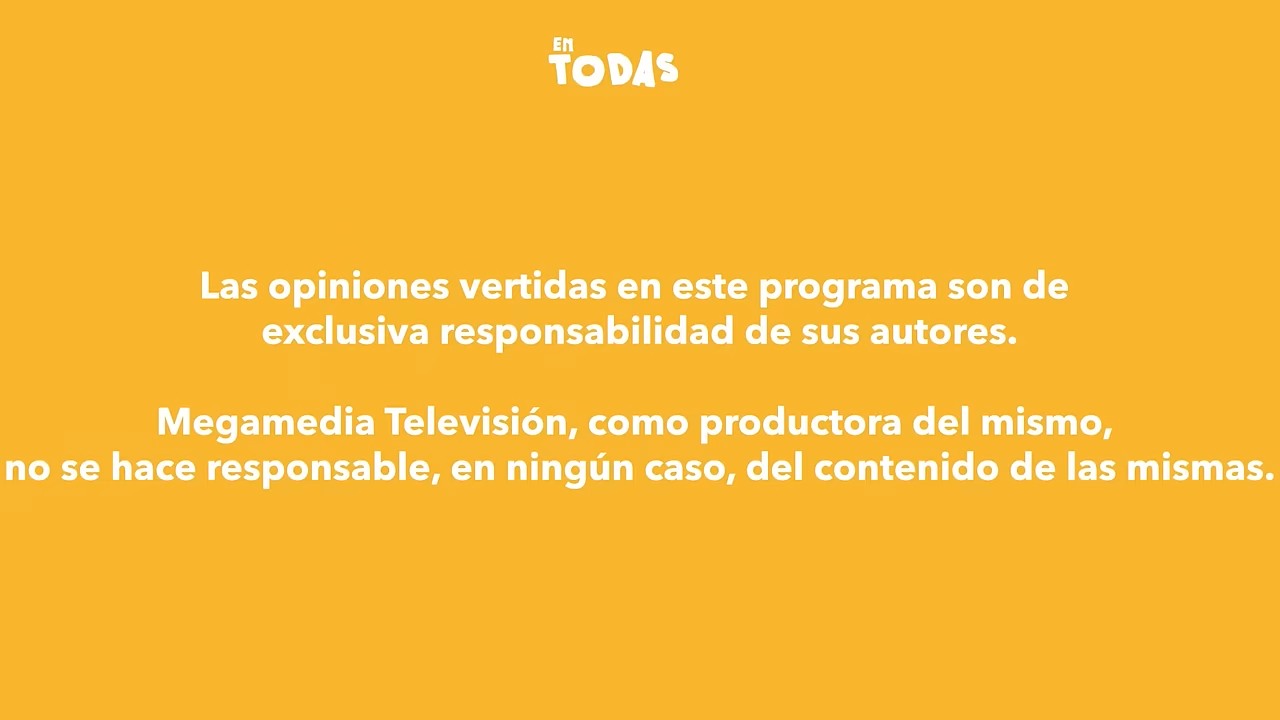 EN
TODAS
Las opiniones vertidas en este programa son de
exclusiva responsabilidad de sus autores.
Megamedia Televisión, como productora del mismo,
no se hace responsable, en ningún caso, del contenido de las mismas.